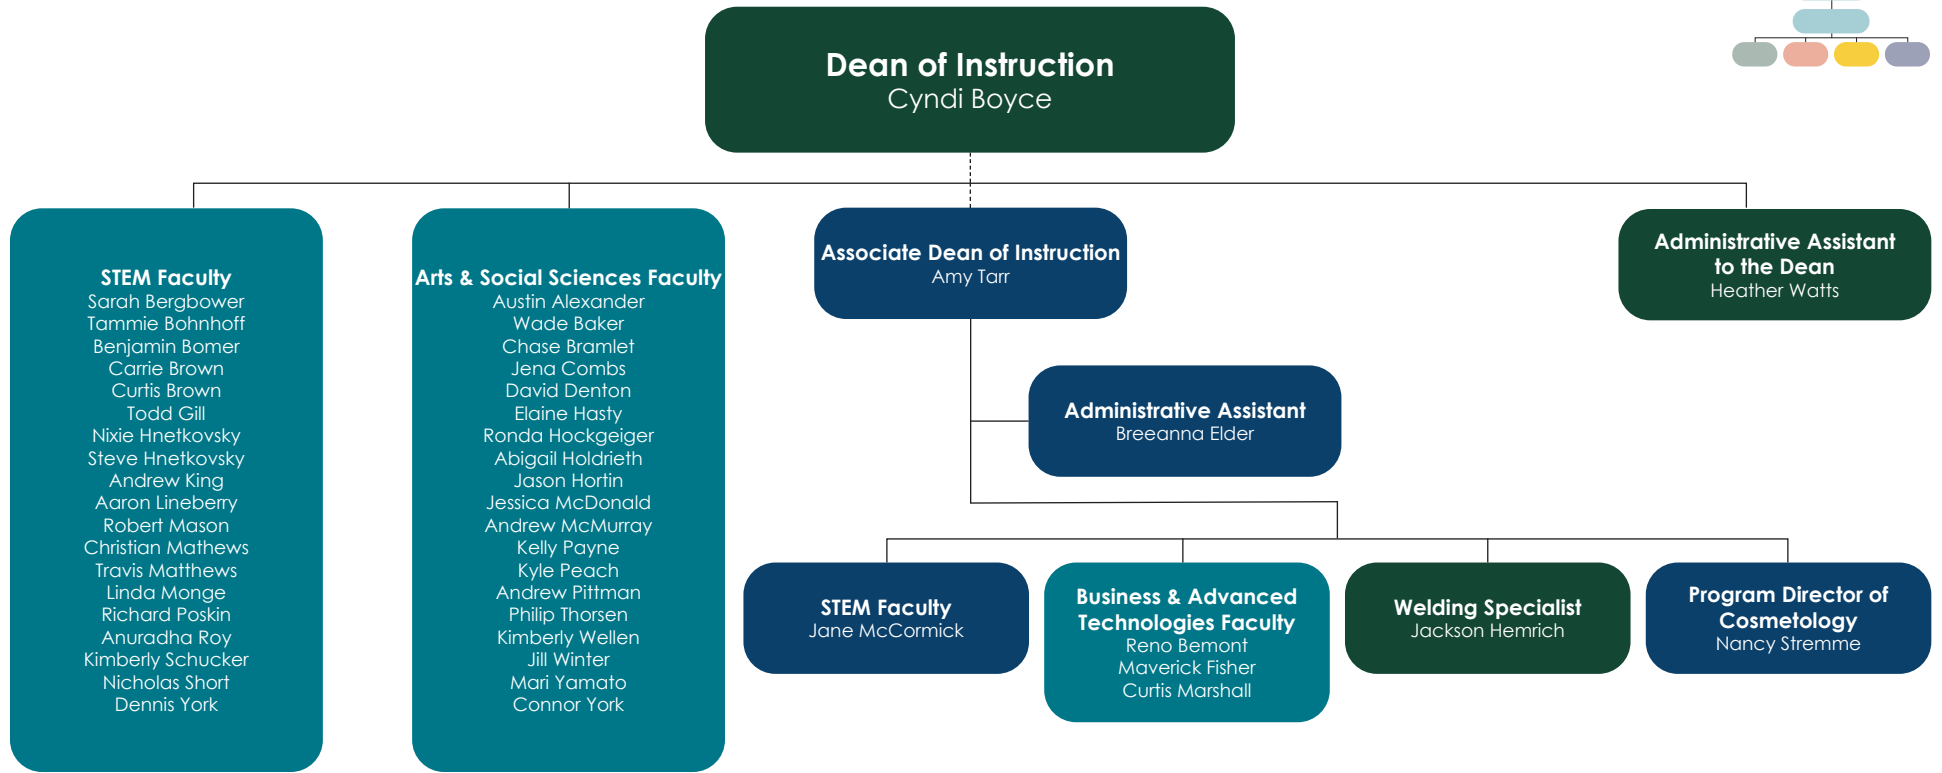 Dean of Instruction
Cyndi Boyce
STEM Faculty
Sarah Bergbower
Tammie Bohnhoff
Benjamin Bomer
Carrie Brown
Curtis Brown
Todd Gill
Nixie Hnetkovsky
Steve Hnetkovsky
Andrew King
Aaron Lineberry
Robert Mason
Christian Mathews
Travis Matthews
Linda Monge
Richard Poskin
Anuradha Roy
Kimberly Schucker
Nicholas Short
Dennis York
Arts & Social Sciences Faculty
Austin Alexander
Wade Baker
Chase Bramlet
Jena Combs
David Denton
Elaine Hasty
Ronda Hockgeiger
Abigail Holdrieth
Jason Hortin
Jessica McDonald
Andrew McMurray
Kelly Payne
Kyle Peach
Andrew Pittman
Philip Thorsen
Kimberly Wellen
Jill Winter
Mari Yamato
Connor York
Associate Dean of Instruction
Amy Tarr
Administrative Assistant
to the Dean
Heather Watts
Administrative Assistant
Breeanna Elder
STEM Faculty
Jane McCormick
Business & Advanced
Technologies Faculty
Reno Bemont
Maverick Fisher
Curtis Marshall
Welding Specialist
Jackson Hemrich
Program Director of
Cosmetology
Nancy Stremme